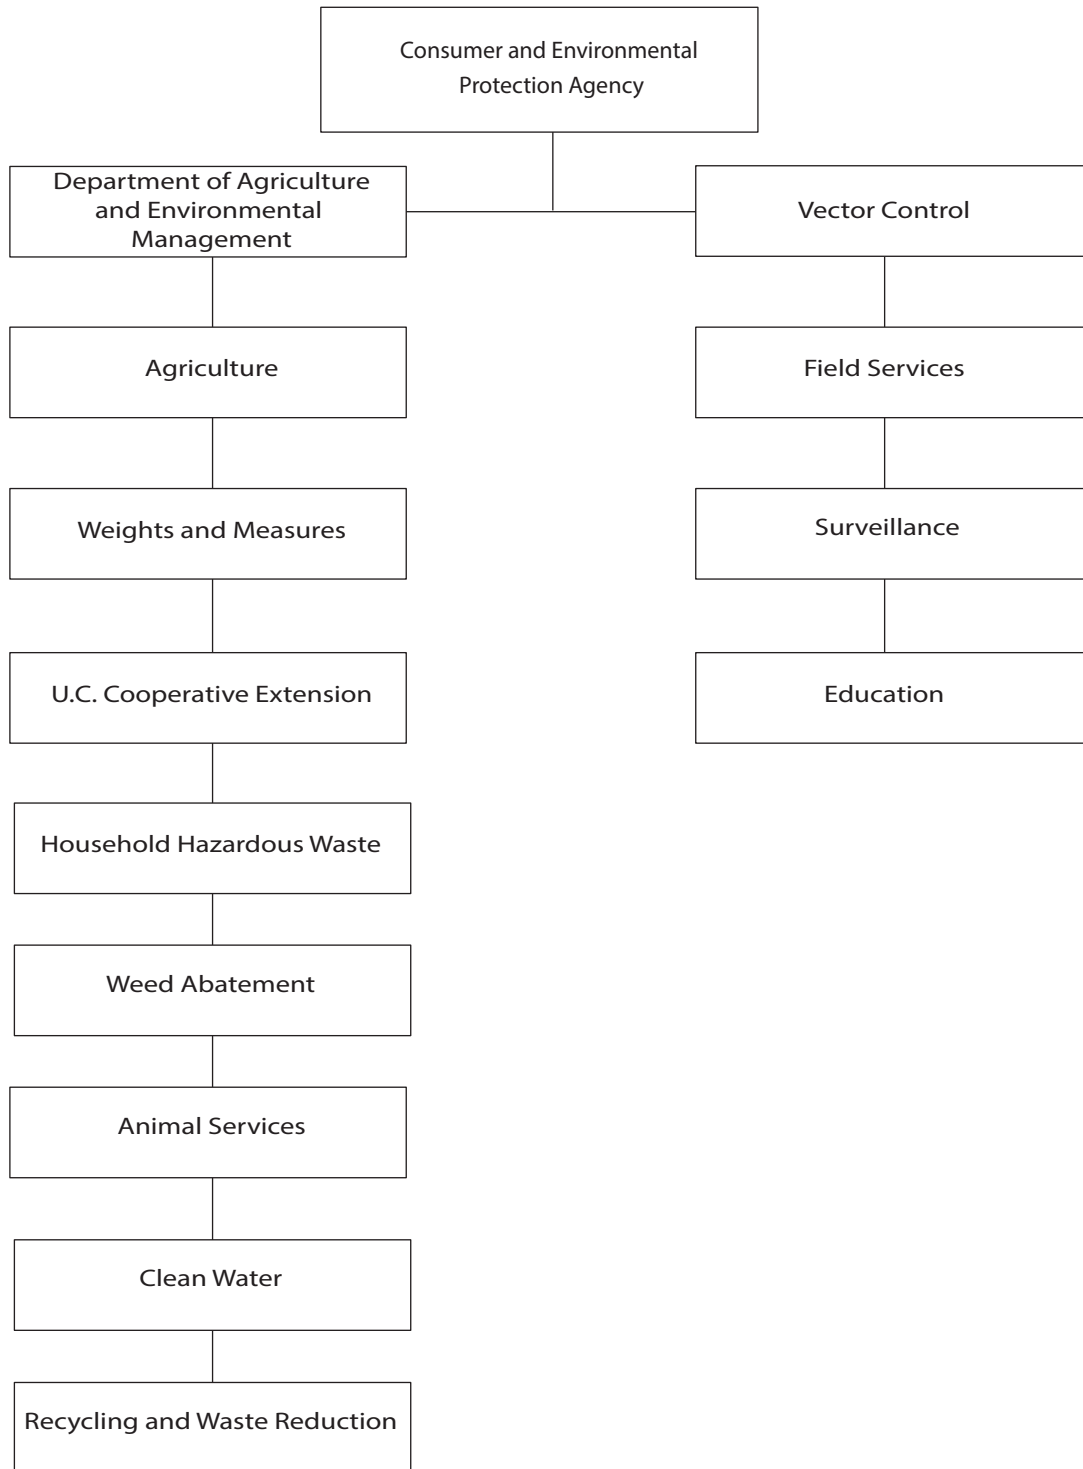 Consumer and Environmental
Protection Agency
Department of Agriculture
and Environmental
Management
Vector Control
Agriculture
Field Services
Weights and Measures
Surveillance
U.C. Cooperative Extension
Education
Household Hazardous Waste
Weed Abatement
Animal Services
Clean Water
Recycling and Waste Reduction